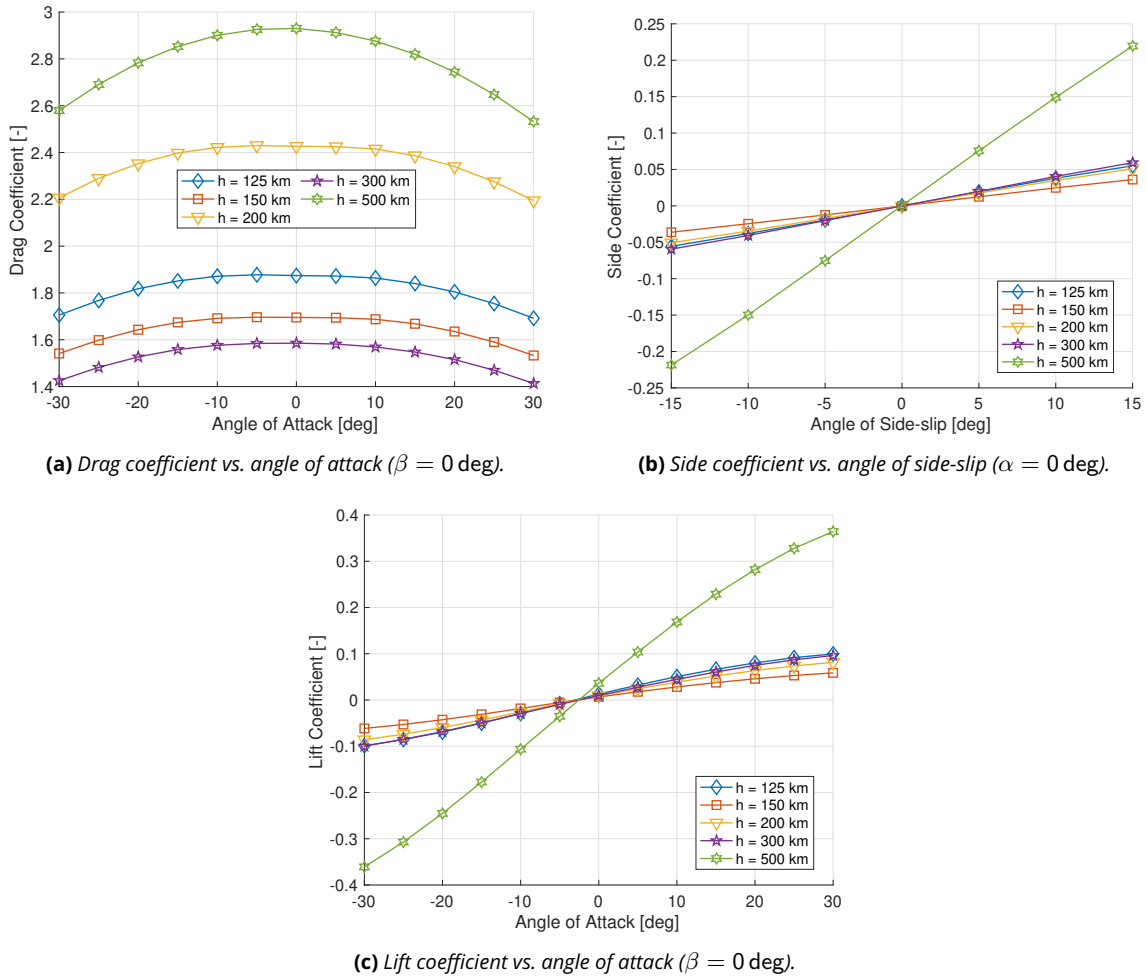 3
2.8
2.6
2.4
2.2
2
1.8
1.6
1.4
Drag Coefficient [-]
h = 125 km
h = 150 km
h = 200 km
h = 300 km
h = 500 km
-30 -20 -10 0 10 20 30
Angle of Attack [deg]
(a) Drag coefficient vs. angle of attack (β = 0 deg).
0.25
0.2
0.15
0.1
0.05
0
-0.05
-0.1
-0.15
-0.2
-0.25
Side Coefficient [-]
h = 125 km
h = 150 km
h = 200 km
h = 300 km
h = 500 km
-15 -10 -5 0 5 10 15
Angle of Side-slip [deg]
(b) Side coefficient vs. angle of side-slip (α = 0 deg).
0.4
0.3
0.2
0.1
0
-0.1
-0.2
-0.3
-0.4
Lift Coefficient [-]
h = 125 km
h = 150 km
h = 200 km
h = 300 km
h = 500 km
-30 -20 -10 0 10 20 30
Angle of Attack [deg]
(c) Lift coefficient vs. angle of attack (β = 0 deg).